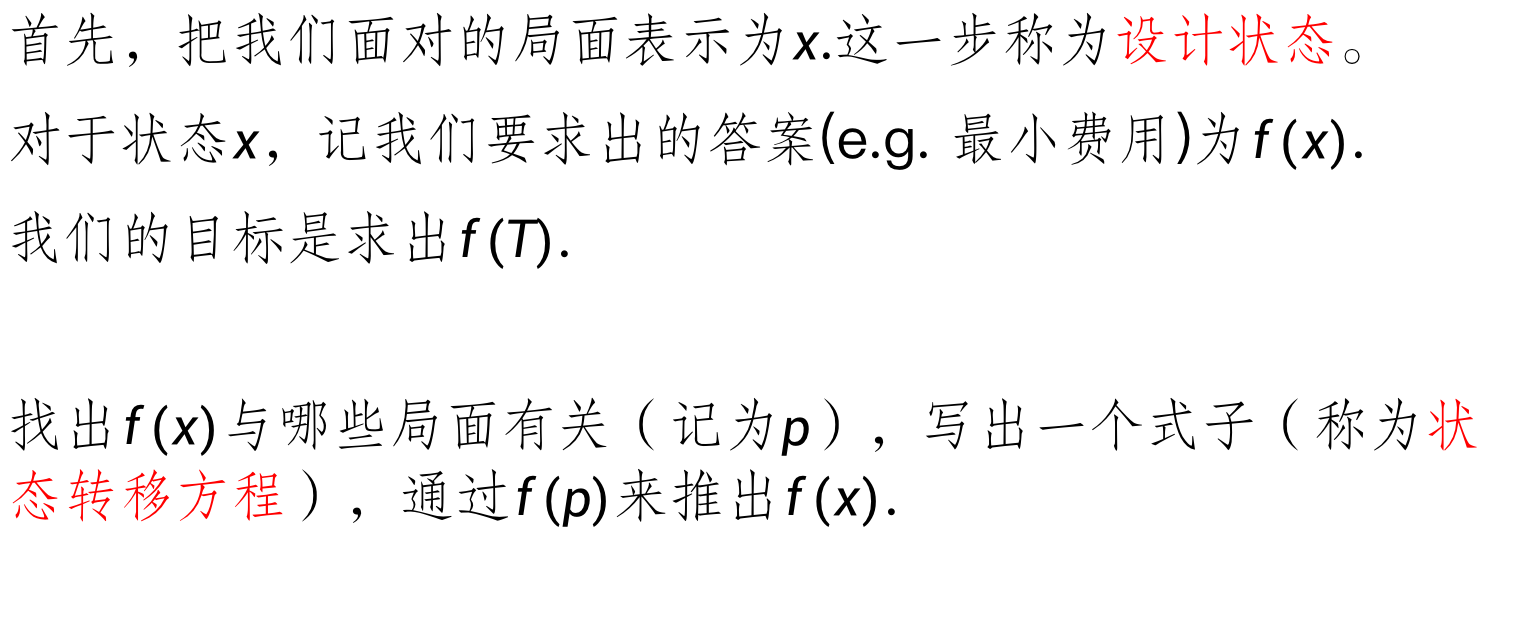 首先，把我们面对的局面表示为x.这一步称为设计状态。
对于状态x，记我们要求出的答案(e.g. 最小费用)为f(x).
我们的目标是求出f(T).
找出f(x)与哪些局面有关（记为p），写出一个式子（称为状
态转移方程），通过f(p)来推出f(x).